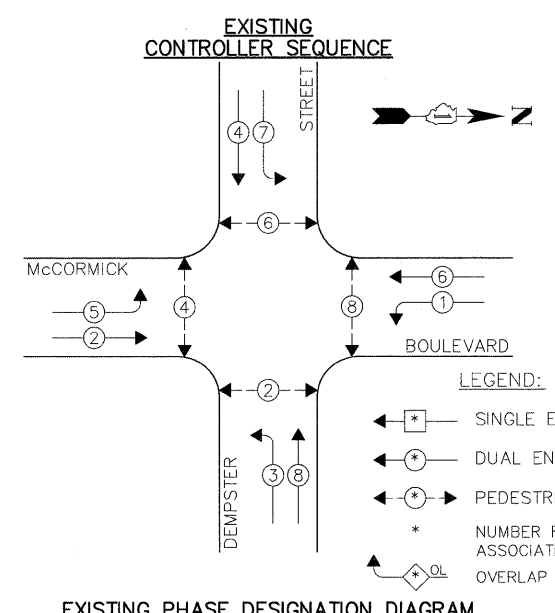 EXISTING
CONTROLLER SEQUENCE
STREET
4 7
N
6
McCORMICK
6
5
4
8
1
2
BOULEVARD
2
LEGEND:
* SINGLE E
DEMPSTER
3 8
* DUAL EN
* PEDESTR
* NUMBER
ASSOCIAT
* OL OVERLAP
EXISTING PHASE DESIGNATION DIAGRAM